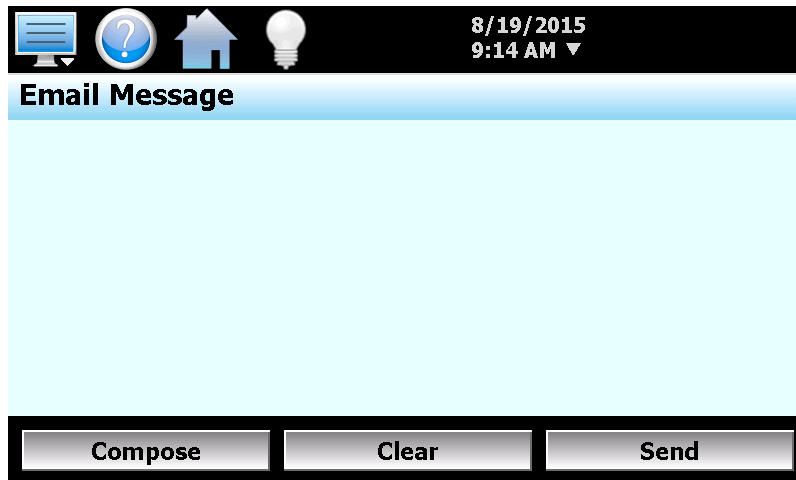 ?
8/19/2015
9:14 AM ▼
Email Message
Compose
Clear
Send